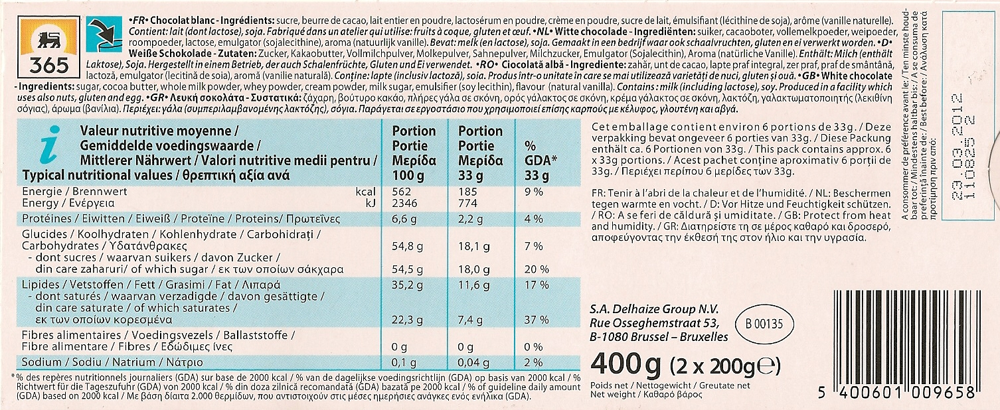 365
•FR• Chocolat blanc - Ingrédients: sucre, beurre de cacao, lait entier en poudre, lactosérum en poudre, crème en poudre, sucre de lait, émulsifiant (lécithine de soja), arôme (vanille naturelle).
Contient: lait (dont lactose), soja. Fabriqué dans un atelier qui utilise: fruits à coque, gluten et œuf. •NL• Witte chocolade - Ingrediënten: suiker, cacaoboter, vollemelkpoeder, weipoeder,
roompoeder, lactose, emulgator (sojalecithine), aroma (natuurlijk vanille). Bevat: melk (en lactose), soja. Gemaakt in een bedrijf waar ook schaalvruchten, gluten en ei verwerkt worden. •D•
Weiße Schokolade - Zutaten: Zucker, Kakaobutter, Vollmilchpulver, Molkepulver, Sahnepulver, Milchzucker, Emulgator (Sojalecithin), Aroma (natürliche Vanille). Enthält: Milch (enthält
Laktose), Soja. Hergestellt in einem Betrieb, der auch Schalenfrüchte, Gluten und Ei verwendet. •RO• Ciocolată albă - Ingrediente: zahăr, unt de cacao, lapte praf integral, zer praf, praf de smântână,
lactoză, emulgator (lecitină de soia), aromă (vanilie naturală). Conţine: lapte (inclusiv lactoză), soia. Produs într-o unitate în care se mai utilizează varietăţi de nuci, gluten şi ouă. •GB• White chocolate
- Ingredients: sugar, cocoa butter, whole milk powder, whey powder, cream powder, milk sugar, emulsifier (soy lecithin), flavour (natural vanilla). Contains : milk (including lactose), soy. Produced in a facility which
uses also nuts, gluten and egg. •GR• Λευκή σοκολάτα - Συστατικά: ζάχαρη, βούτυρο κακάο, πλήρες γάλα σε σκόνη, ορός γάλακτος σε σκόνη, κρέμα γάλακτος σε σκόνη, λακτόζη, γαλακτωματοποιητής (λεκιθίνη
σόγιας), άρωμα (βανίλια). Περιέχει: γάλα (συμπεριλαμβανομένης λακτόζης), σόγια. Παράγεται σε εργοστάσιο που χρησιμοποιεί επίσης καρπούς με κέλυφος, γλουτένη και αβγά.
i
Valeur nutritive moyenne /
Gemiddelde voedingswaarde /
Mittlerer Nährwert / Valori nutritive medii pentru /
Typical nutritional values / θρεπτική αξία ανά
Portion Portion
Portie Portie %
Μερίδα Μερίδα GDA*
100 g 33 g 33 g
Energie / Brennwert kcal 562 185 9 %
Energy / Ενέργεια kJ 2346 774
Protéines / Eiwitten / Eiweiß / Proteïne / Proteins/ Πρωτεΐνες 6,6 g 2,2 g 4 %
Glucides / Koolhydraten / Kohlenhydrate / Carbohidraţi /
Carbohydrates / Υδατάνθρακες 54,8 g 18,1 g 7 %
- dont sucres / waarvan suikers / davon Zucker /
din care zaharuri/ of which sugar / εκ των οποίων σάκχαρα 54,5 g 18,0 g 20 %
Lipides / Vetstoffen / Fett / Grasimi / Fat / Λιπαρά 35,2 g 11,6 g 17 %
- dont saturés / waarvan verzadigde / davon gesättigte /
din care saturate / of which saturates /
εκ των οποίων κορεσμένα 22,3 g 7,4 g 37 %
Fibres alimentaires / Voedingsvezels / Ballaststoffe /
Fibre alimentare / Fibres / Εδώδιμες ίνες 0 g 0 g 0 %
Sodium / Sodiu / Natrium / Νάτριο 0,1 g 0,04 g 2 %
*% des repères nutritionnels journaliers (GDA) sur base de 2000 kcal / % van de dagelijkse voedingsrichtlijn (GDA) op basis van 2000 kcal / %
Richtwert für die Tageszufuhr (GDA) von 2000 kcal / % din doza zilnică recomandată (GDA) bazată pe 2000 kcal / % of guideline daily amount
(GDA) based on 2000 kcal / Με βάση δίαιτα 2.000 θερμίδων, που αντιστοιχούν στις μέσες ημερήσιες ανάγκες ενός ενήλικα (GDA).
Cet emballage contient environ 6 portions de 33g. / Deze
verpakking bevat ongeveer 6 porties van 33g. / Diese Packung
enthält ca. 6 Portionen von 33g. / This pack contains approx. 6
x 33g portions. / Acest pachet conţine aproximativ 6 porţii de
33g. / Περιέχει περίπου 6 μερίδες των 33g.
FR: Tenir à l'abri de la chaleur et de l'humidité. / NL: Beschermen
tegen warmte en vocht. / D: Vor Hitze und Feuchtigkeit schützen.
/ RO: A se feri de căldură şi umiditate. / GB: Protect from heat
and humidity. / GR: Διατηρείστε τη σε μέρος καθαρό και δροσερό,
αποφεύγοντας την έκθεσή της στον ήλιο και την υγρασία.
S.A. Delhaize Group N.V.
Rue Osseghemstraat 53,
B-1080 Brussel – Bruxelles
B 00135
400g (2 x 200g℮)
Poids net / Nettogewicht / Greutate net
Net weight / Καθαρό βάρος
A consommer de préférence avant le: / Ten minste houd-
baar tot: / Mindestens haltbar bis: / A se consuma de
preferinţă înainte de: / Best before: / Ανάλωση κατά
προτίμηση πριν από:
23.03.2012
110825 2
5 400601 009658